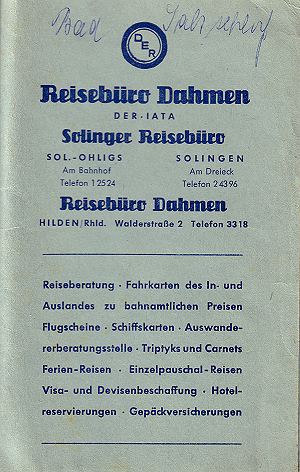 Bad Salzschlirf
DER
Reisebüro Dahmen
DER-IATA
Solinger Reisebüro
SOL.-OHLIGS SOLINGEN
Am Bahnhof Am Dreieck
Telefon 12524 Telefon 24396
Reisebüro Dahmen
HILDEN/Rhld. Walderstraße 2 Telefon 3318
Reiseberatung · Fahrkarten des In- und
Auslandes zu bahnamtlichen Preisen
Flugscheine · Schiffskarten · Auswande-
rerberatungsstelle · Triptyks und Carnets
Ferien-Reisen · Einzelpauschal-Reisen
Visa- und Devisenbeschaffung · Hotel-
reservierungen · Gepäckversicherungen